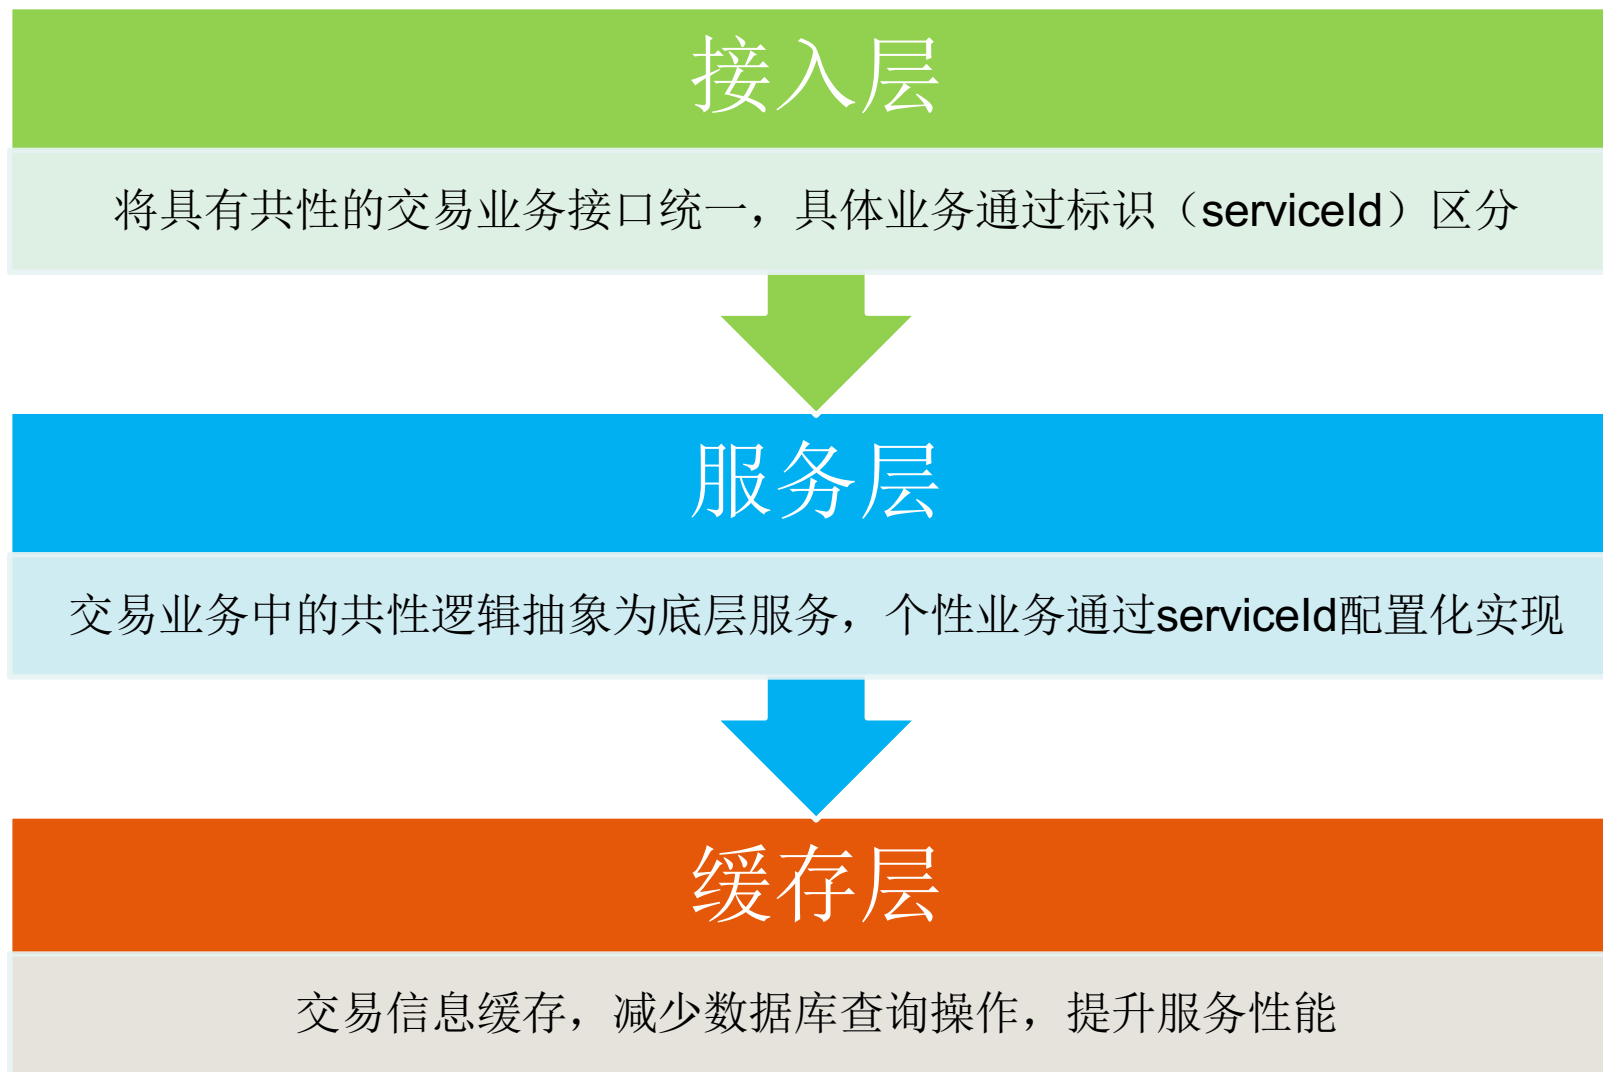 接入层
将具有共性的交易业务接口统一，具体业务通过标识（serviceId）区分
服务层
交易业务中的共性逻辑抽象为底层服务，个性业务通过serviceId配置化实现
缓存层
交易信息缓存，减少数据库查询操作，提升服务性能